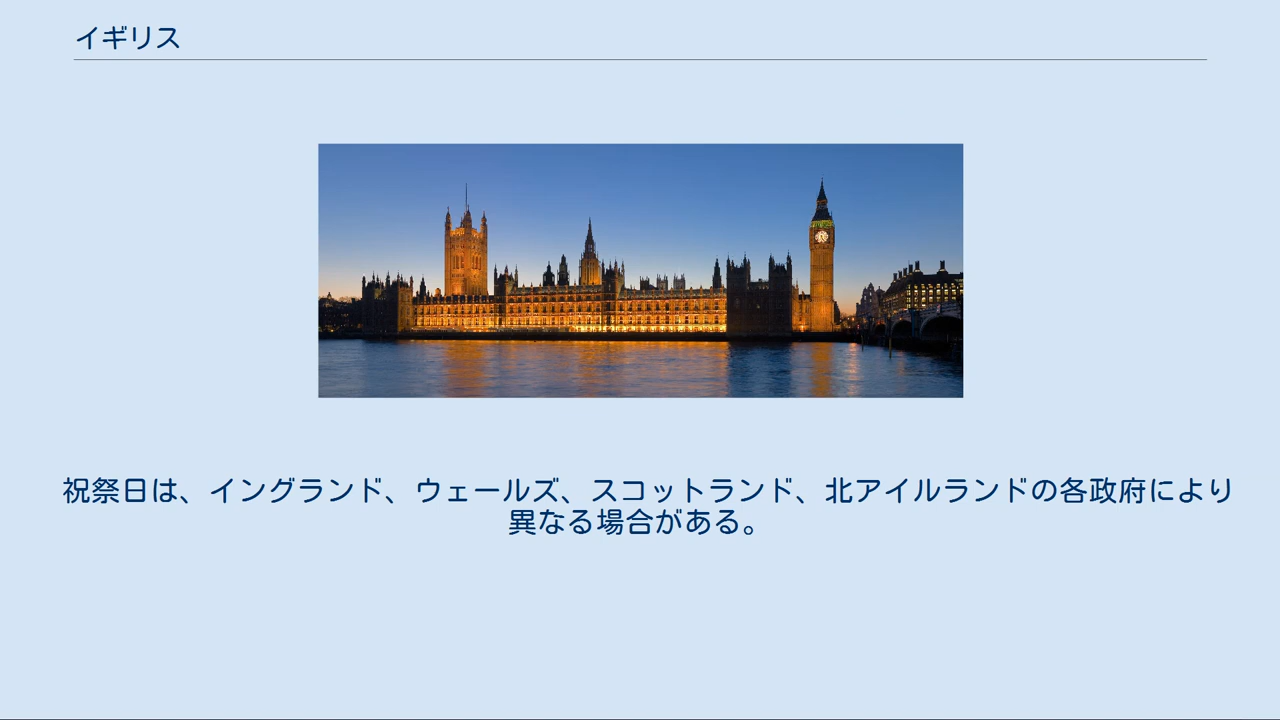 イギリス
祝祭日は、イングランド、ウェールズ、スコットランド、北アイルランドの各政府により
異なる場合がある。